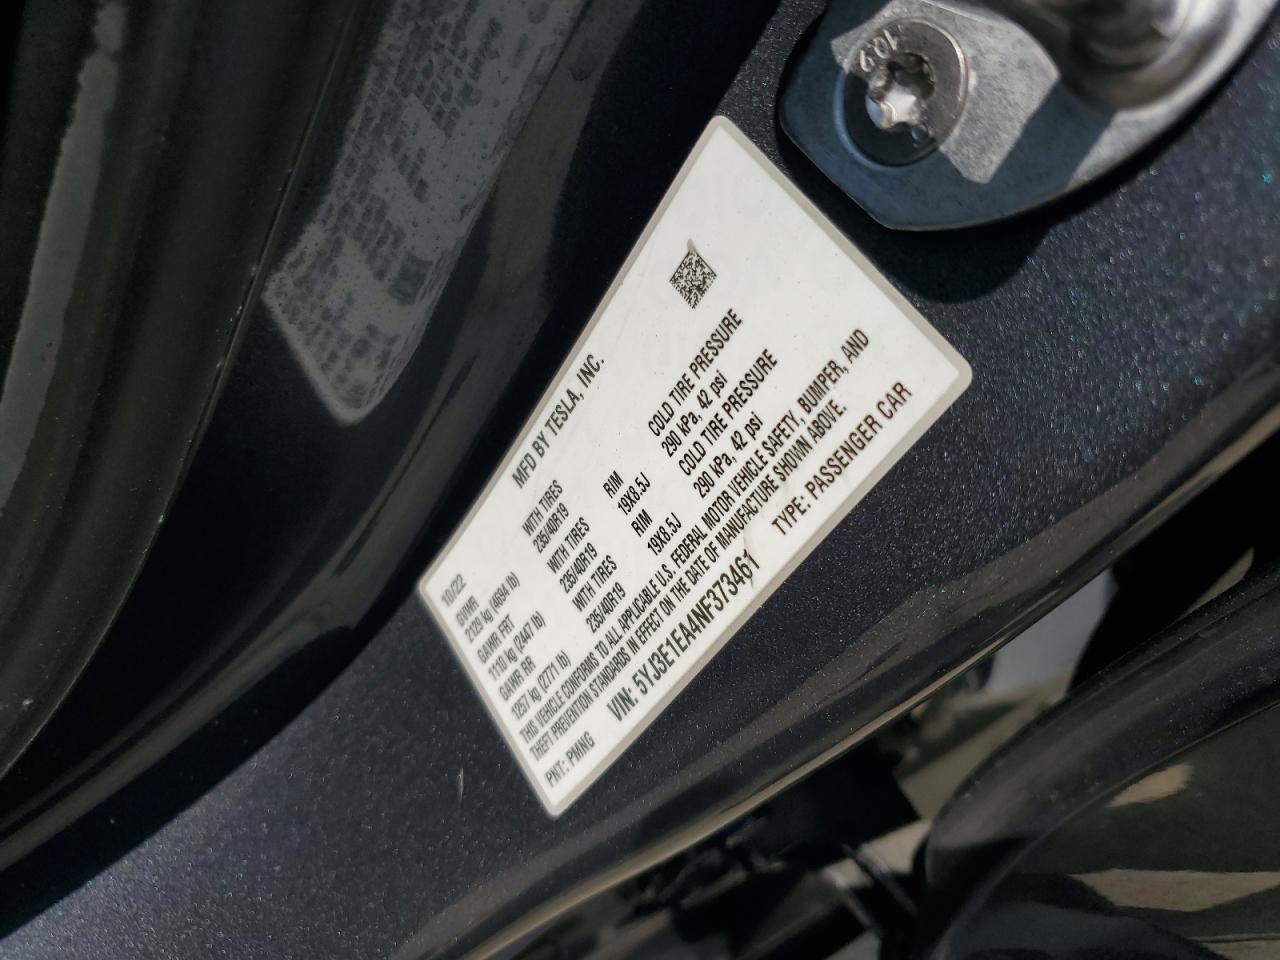 MFD BY TESLA, INC.
10/22
GVWR WITH TIRES RIM COLD TIRE PRESSURE
2129 kg (4694 lb) 235/40R19 19X8.5J 290 kPa, 42 psi
GAWR FRT WITH TIRES RIM COLD TIRE PRESSURE
1110 kg (2447 lb) 235/40R19 19X8.5J 290 kPa, 42 psi
GAWR RR WITH TIRES
1257 kg (2771 lb) 235/40R19
THIS VEHICLE CONFORMS TO ALL APPLICABLE U.S. FEDERAL MOTOR VEHICLE SAFETY, BUMPER, AND
THEFT PREVENTION STANDARDS IN EFFECT ON THE DATE OF MANUFACTURE SHOWN ABOVE.
VIN: 5YJ3E1EA4NF373461 TYPE: PASSENGER CAR
PNT: PMNG
10.9